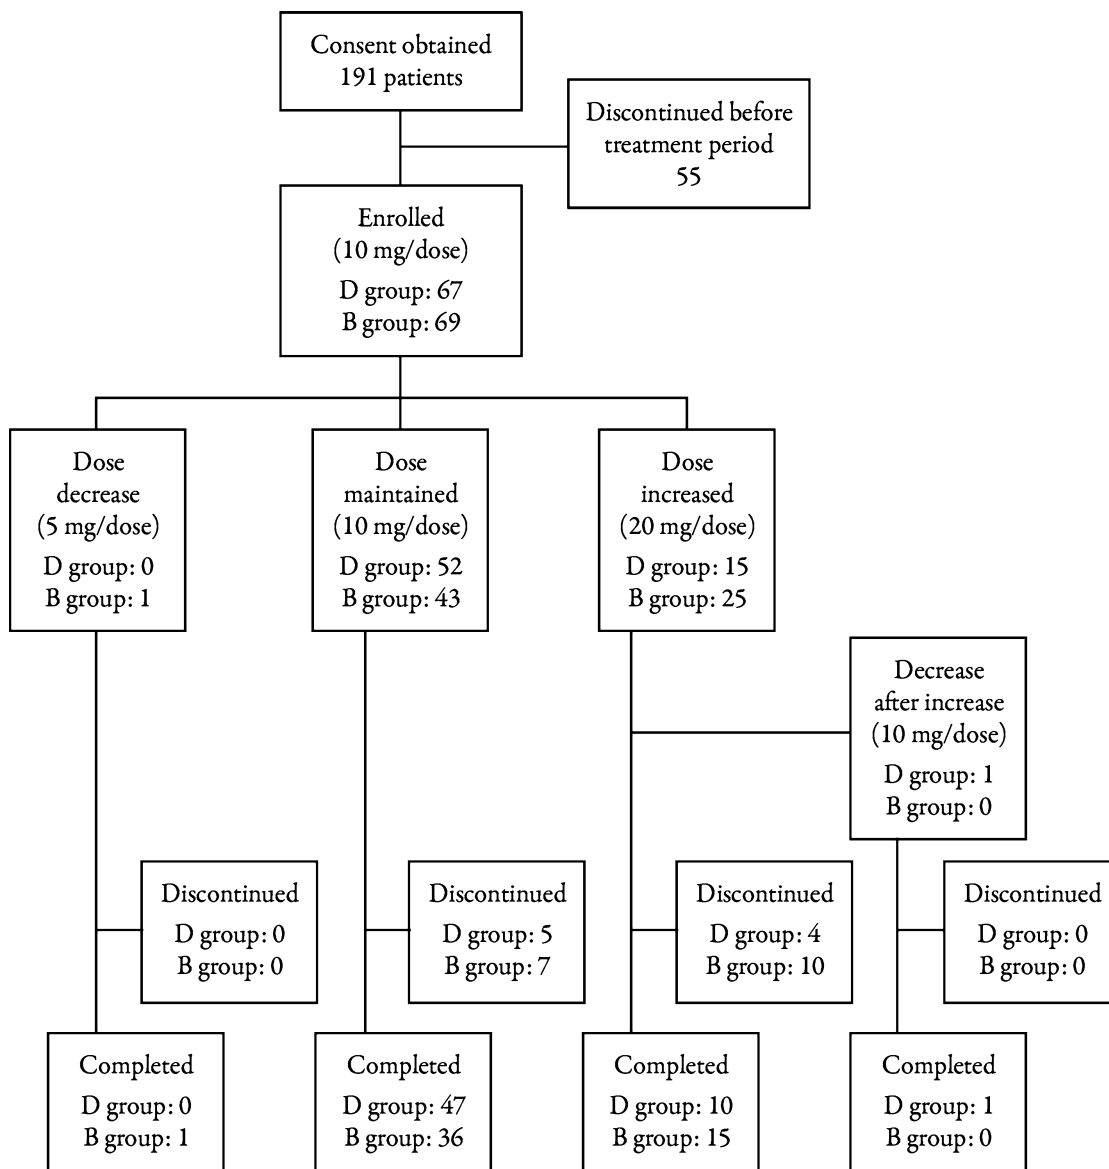 Consent obtained
191 patients
Discontinued before
treatment period
55
Enrolled
(10 mg/dose)
D group: 67
B group: 69
Dose
decrease
(5 mg/dose)
D group: 0
B group: 1
Dose
maintained
(10 mg/dose)
D group: 52
B group: 43
Dose
increased
(20 mg/dose)
D group: 15
B group: 25
Decrease
after increase
(10 mg/dose)
D group: 1
B group: 0
Discontinued
D group: 0
B group: 0
Discontinued
D group: 5
B group: 7
Discontinued
D group: 4
B group: 10
Discontinued
D group: 0
B group: 0
Completed
D group: 0
B group: 1
Completed
D group: 47
B group: 36
Completed
D group: 10
B group: 15
Completed
D group: 1
B group: 0